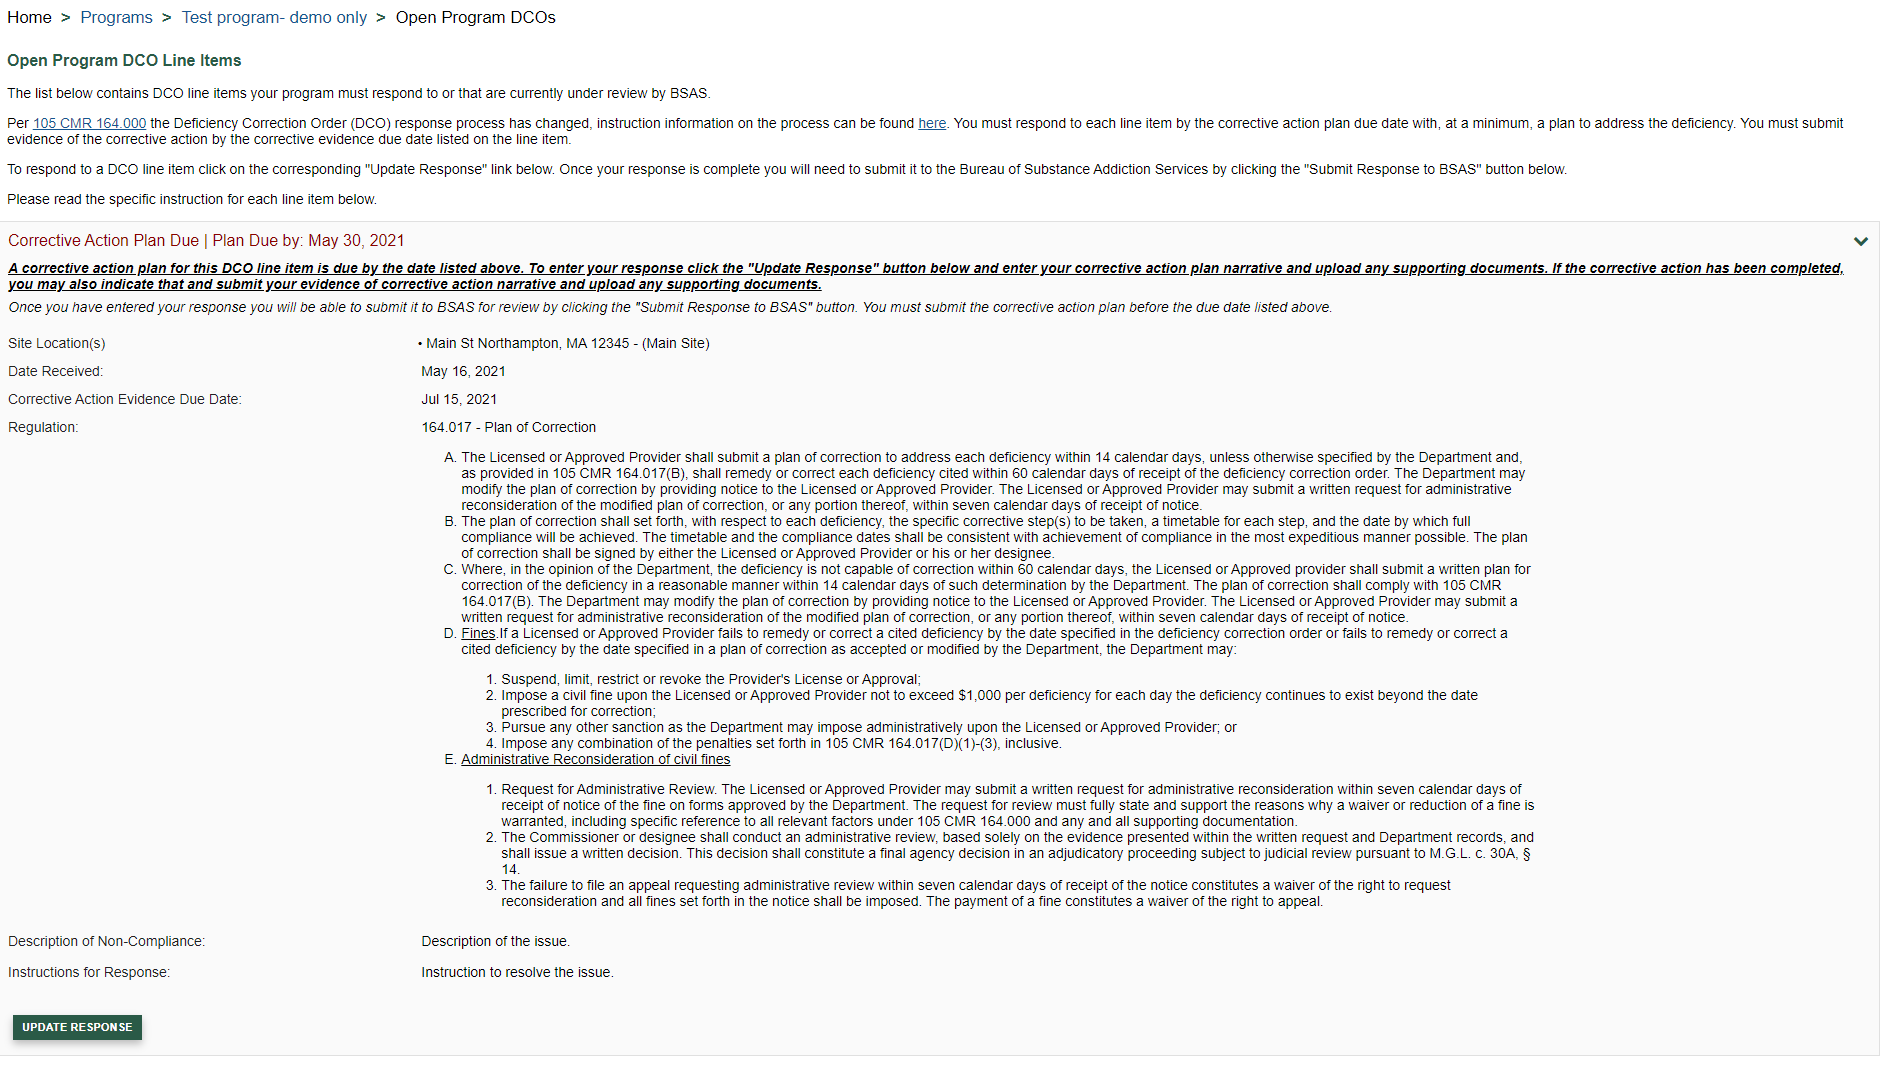 Home > Programs > Test program- demo only > Open Program DCOs
Open Program DCO Line Items
The list below contains DCO line items your program must respond to or that are currently under review by BSAS.
Per 105 CMR 164.000 the Deficiency Correction Order (DCO) response process has changed, instruction information on the process can be found here. You must respond to each line item by the corrective action plan due date with, at a minimum, a plan to address the deficiency. You must submit
evidence of the corrective action by the corrective evidence due date listed on the line item.
To respond to a DCO line item click on the corresponding "Update Response" link below. Once your response is complete you will need to submit it to the Bureau of Substance Addiction Services by clicking the "Submit Response to BSAS" button below.
Please read the specific instruction for each line item below.
Corrective Action Plan Due | Plan Due by: May 30, 2021
A corrective action plan for this DCO line item is due by the date listed above. To enter your response click the "Update Response" button below and enter your corrective action plan narrative and upload any supporting documents. If the corrective action has been completed,
you may also indicate that and submit your evidence of corrective action narrative and upload any supporting documents.
Once you have entered your response you will be able to submit it to BSAS for review by clicking the "Submit Response to BSAS" button. You must submit the corrective action plan before the due date listed above.
Site Location(s) • Main St Northampton, MA 12345 - (Main Site)
Date Received: May 16, 2021
Corrective Action Evidence Due Date: Jul 15, 2021
Regulation: 164.017 - Plan of Correction
A. The Licensed or Approved Provider shall submit a plan of correction to address each deficiency within 14 calendar days, unless otherwise specified by the Department and,
as provided in 105 CMR 164.017(B), shall remedy or correct each deficiency cited within 60 calendar days of receipt of the deficiency correction order. The Department may
modify the plan of correction by providing notice to the Licensed or Approved Provider. The Licensed or Approved Provider may submit a written request for administrative
reconsideration of the modified plan of correction, or any portion thereof, within seven calendar days of receipt of notice.
B. The plan of correction shall set forth, with respect to each deficiency, the specific corrective step(s) to be taken, a timetable for each step, and the date by which full
compliance will be achieved. The timetable and the compliance dates shall be consistent with achievement of compliance in the most expeditious manner possible. The plan
of correction shall be signed by either the Licensed or Approved Provider or his or her designee.
C. Where, in the opinion of the Department, the deficiency is not capable of correction within 60 calendar days, the Licensed or Approved provider shall submit a written plan for
correction of the deficiency in a reasonable manner within 14 calendar days of such determination by the Department. The plan of correction shall comply with 105 CMR
164.017(B). The Department may modify the plan of correction by providing notice to the Licensed or Approved Provider. The Licensed or Approved Provider may submit a
written request for administrative reconsideration of the modified plan of correction, or any portion thereof, within seven calendar days of receipt of notice.
D. Fines.If a Licensed or Approved Provider fails to remedy or correct a cited deficiency by the date specified in the deficiency correction order or fails to remedy or correct a
cited deficiency by the date specified in a plan of correction as accepted or modified by the Department, the Department may:
1. Suspend, limit, restrict or revoke the Provider's License or Approval;
2. Impose a civil fine upon the Licensed or Approved Provider not to exceed $1,000 per deficiency for each day the deficiency continues to exist beyond the date
prescribed for correction;
3. Pursue any other sanction as the Department may impose administratively upon the Licensed or Approved Provider; or
4. Impose any combination of the penalties set forth in 105 CMR 164.017(D)(1)-(3), inclusive.
E. Administrative Reconsideration of civil fines
1. Request for Administrative Review. The Licensed or Approved Provider may submit a written request for administrative reconsideration within seven calendar days of
receipt of notice of the fine on forms approved by the Department. The request for review must fully state and support the reasons why a waiver or reduction of a fine is
warranted, including specific reference to all relevant factors under 105 CMR 164.000 and any and all supporting documentation.
2. The Commissioner or designee shall conduct an administrative review, based solely on the evidence presented within the written request and Department records, and
shall issue a written decision. This decision shall constitute a final agency decision in an adjudicatory proceeding subject to judicial review pursuant to M.G.L. c. 30A, §
14.
3. The failure to file an appeal requesting administrative review within seven calendar days of receipt of the notice constitutes a waiver of the right to request
reconsideration and all fines set forth in the notice shall be imposed. The payment of a fine constitutes a waiver of the right to appeal.
Description of Non-Compliance: Description of the issue.
Instructions for Response: Instruction to resolve the issue.
UPDATE RESPONSE